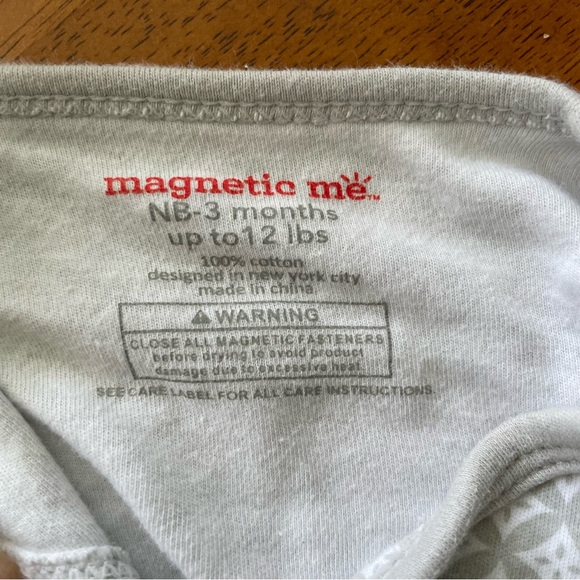 magnetic me™
NB-3 months
up to 12 lbs
100% cotton
designed in new york city
made in china
⚠ WARNING
CLOSE ALL MAGNETIC FASTENERS
before drying to avoid product
damage due to excessive heat.
SEE CARE LABEL FOR ALL CARE INSTRUCTIONS.